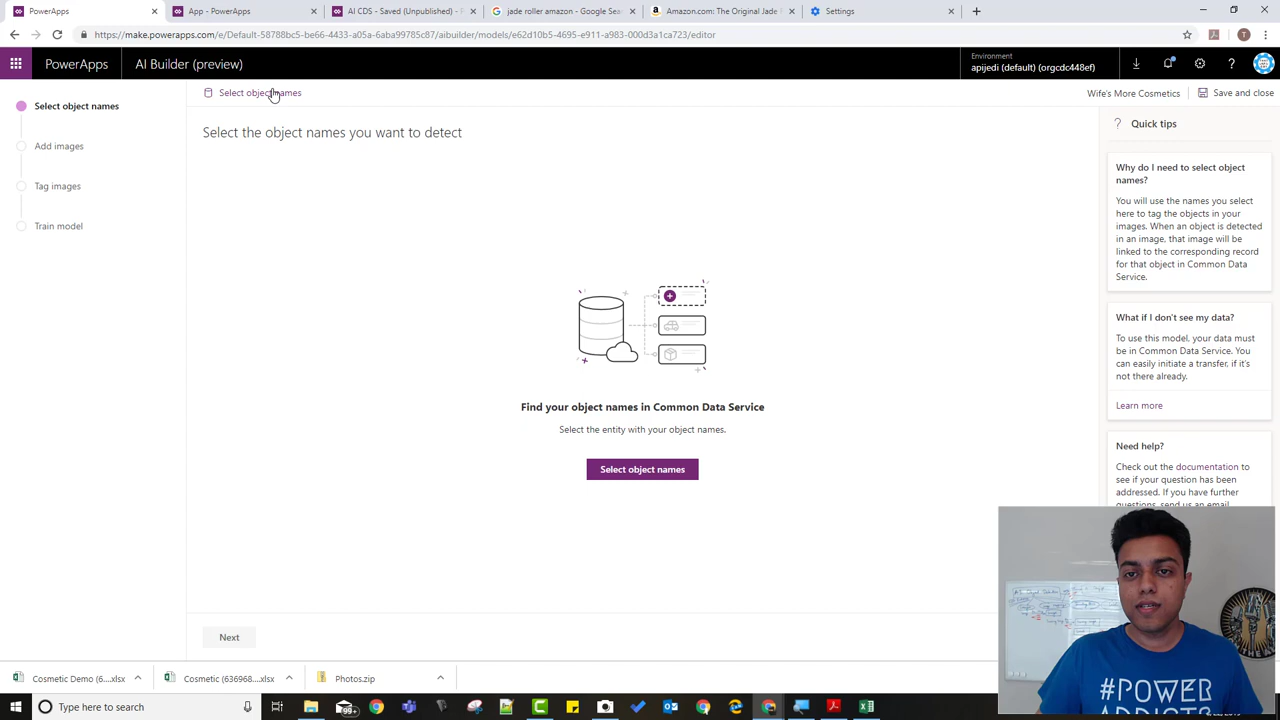 PowerApps
App - PowerApps
AI CDS - Saved (Unpublished) - P
jade roller amazon - Google Sea
Amazon.com: The Original Jade
Settings
https://make.powerapps.com/e/Default-58788bc5-be66-4433-a05a-6aba99785c87/aibuilder/models/e62d10b5-4695-e911-a983-000d3a1ca723/editor
T
PowerApps
AI Builder (preview)
Environment
apijedi (default) (orgcdc448ef)
Select object names
Select object names
Wife's More Cosmetics
Save and close
Add images
Tag images
Train model
Select the object names you want to detect
Find your object names in Common Data Service
Select the entity with your object names.
Select object names
Next
Quick tips
Why do I need to select object
names?
You will use the names you select
here to tag the objects in your
images. When an object is detected
in an image, that image will be
linked to the corresponding record
for that object in Common Data
Service.
What if I don't see my data?
To use this model, your data must
be in Common Data Service. You
can easily initiate a transfer, if it's
not there already.
Learn more
Need help?
Check out the documentation to
see if your question has been
addressed. If you have further
questions, send us an email
#POWER
ADDICTS
Cosmetic Demo (6....xlsx
Cosmetic (636968....xlsx
Photos.zip
Type here to search
99+